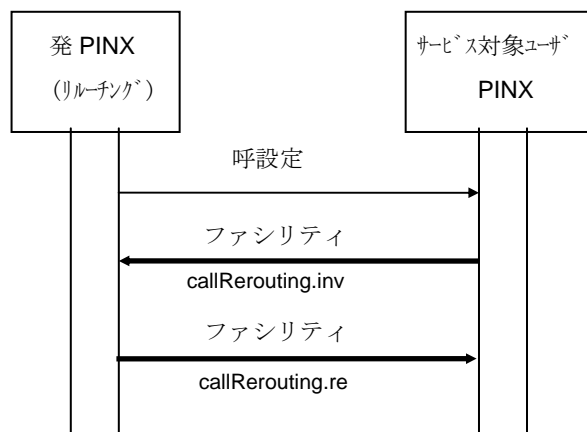 発 PINX
(ﾘﾙｰﾁﾝｸﾞ)
ｻｰﾋﾞｽ対象ﾕｰｻﾞ
PINX
呼設定
ファシリティ
callRerouting.inv
ファシリティ
callRerouting.re